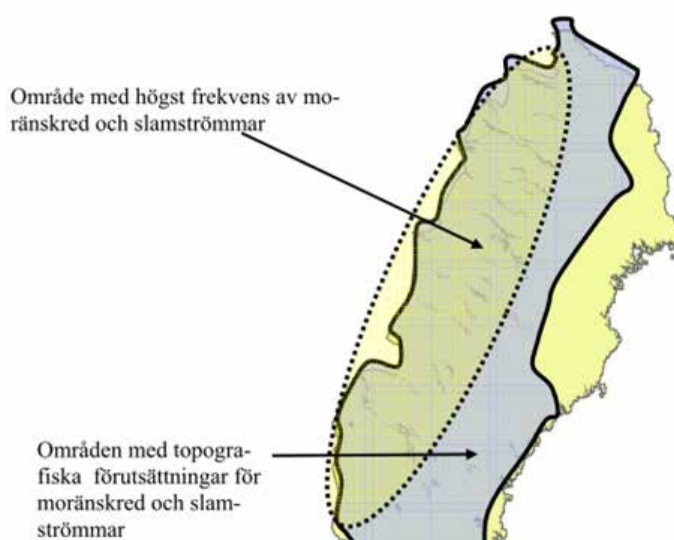 Område med högst frekvens av mo-
ränskred och slamströmmar
Områden med topogra-
fiska förutsättningar för
moränskred och slam-
strömmar